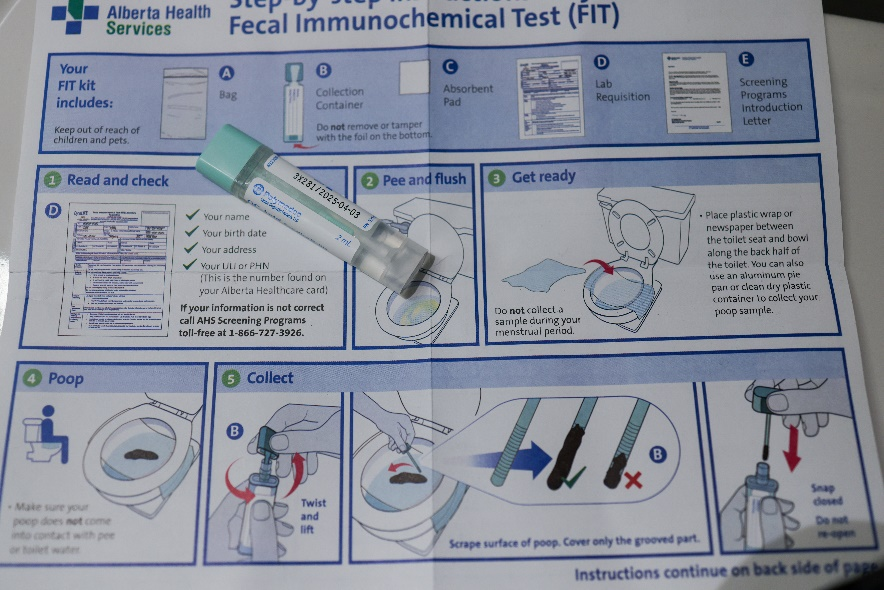 Alberta Health
Services
Fecal Immunochemical Test (FIT)
Your
FIT kit
includes:
Keep out of reach of
children and pets.
A
Bag
B
Collection
Container
Do not remove or tamper
with the foil on the bottom.
C
Absorbent
Pad
D
Lab
Requisition
E
Screening
Programs
Introduction
Letter
1 Read and check
D
Your name
Your birth date
Your address
Your ULI or PHN
(This is the number found on
your Alberta Healthcare card)
If your information is not correct
call AHS Screening Programs
toll-free at 1-866-727-3926.
2025-04-03
2 ml
2 Pee and flush
3 Get ready
Do not collect a
sample during your
menstrual period.
• Place plastic wrap or
newspaper between
the toilet seat and bowl
along the back half of
the toilet. You can also
use an aluminum pie
pan or clean dry plastic
container to collect your
poop sample.
4 Poop
• Make sure your
poop does not come
into contact with pee
or toilet water.
5 Collect
B
Twist
and
lift
B
Scrape surface of poop. Cover only the grooved part.
Snap
closed
Do not
re-open
Instructions continue on back side of page